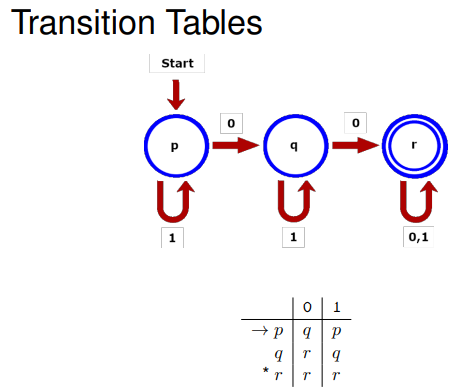 Transition Tables
Start
0 0
p q r
1 1 0,1
0 1
→ p q p
q r q
* r r r